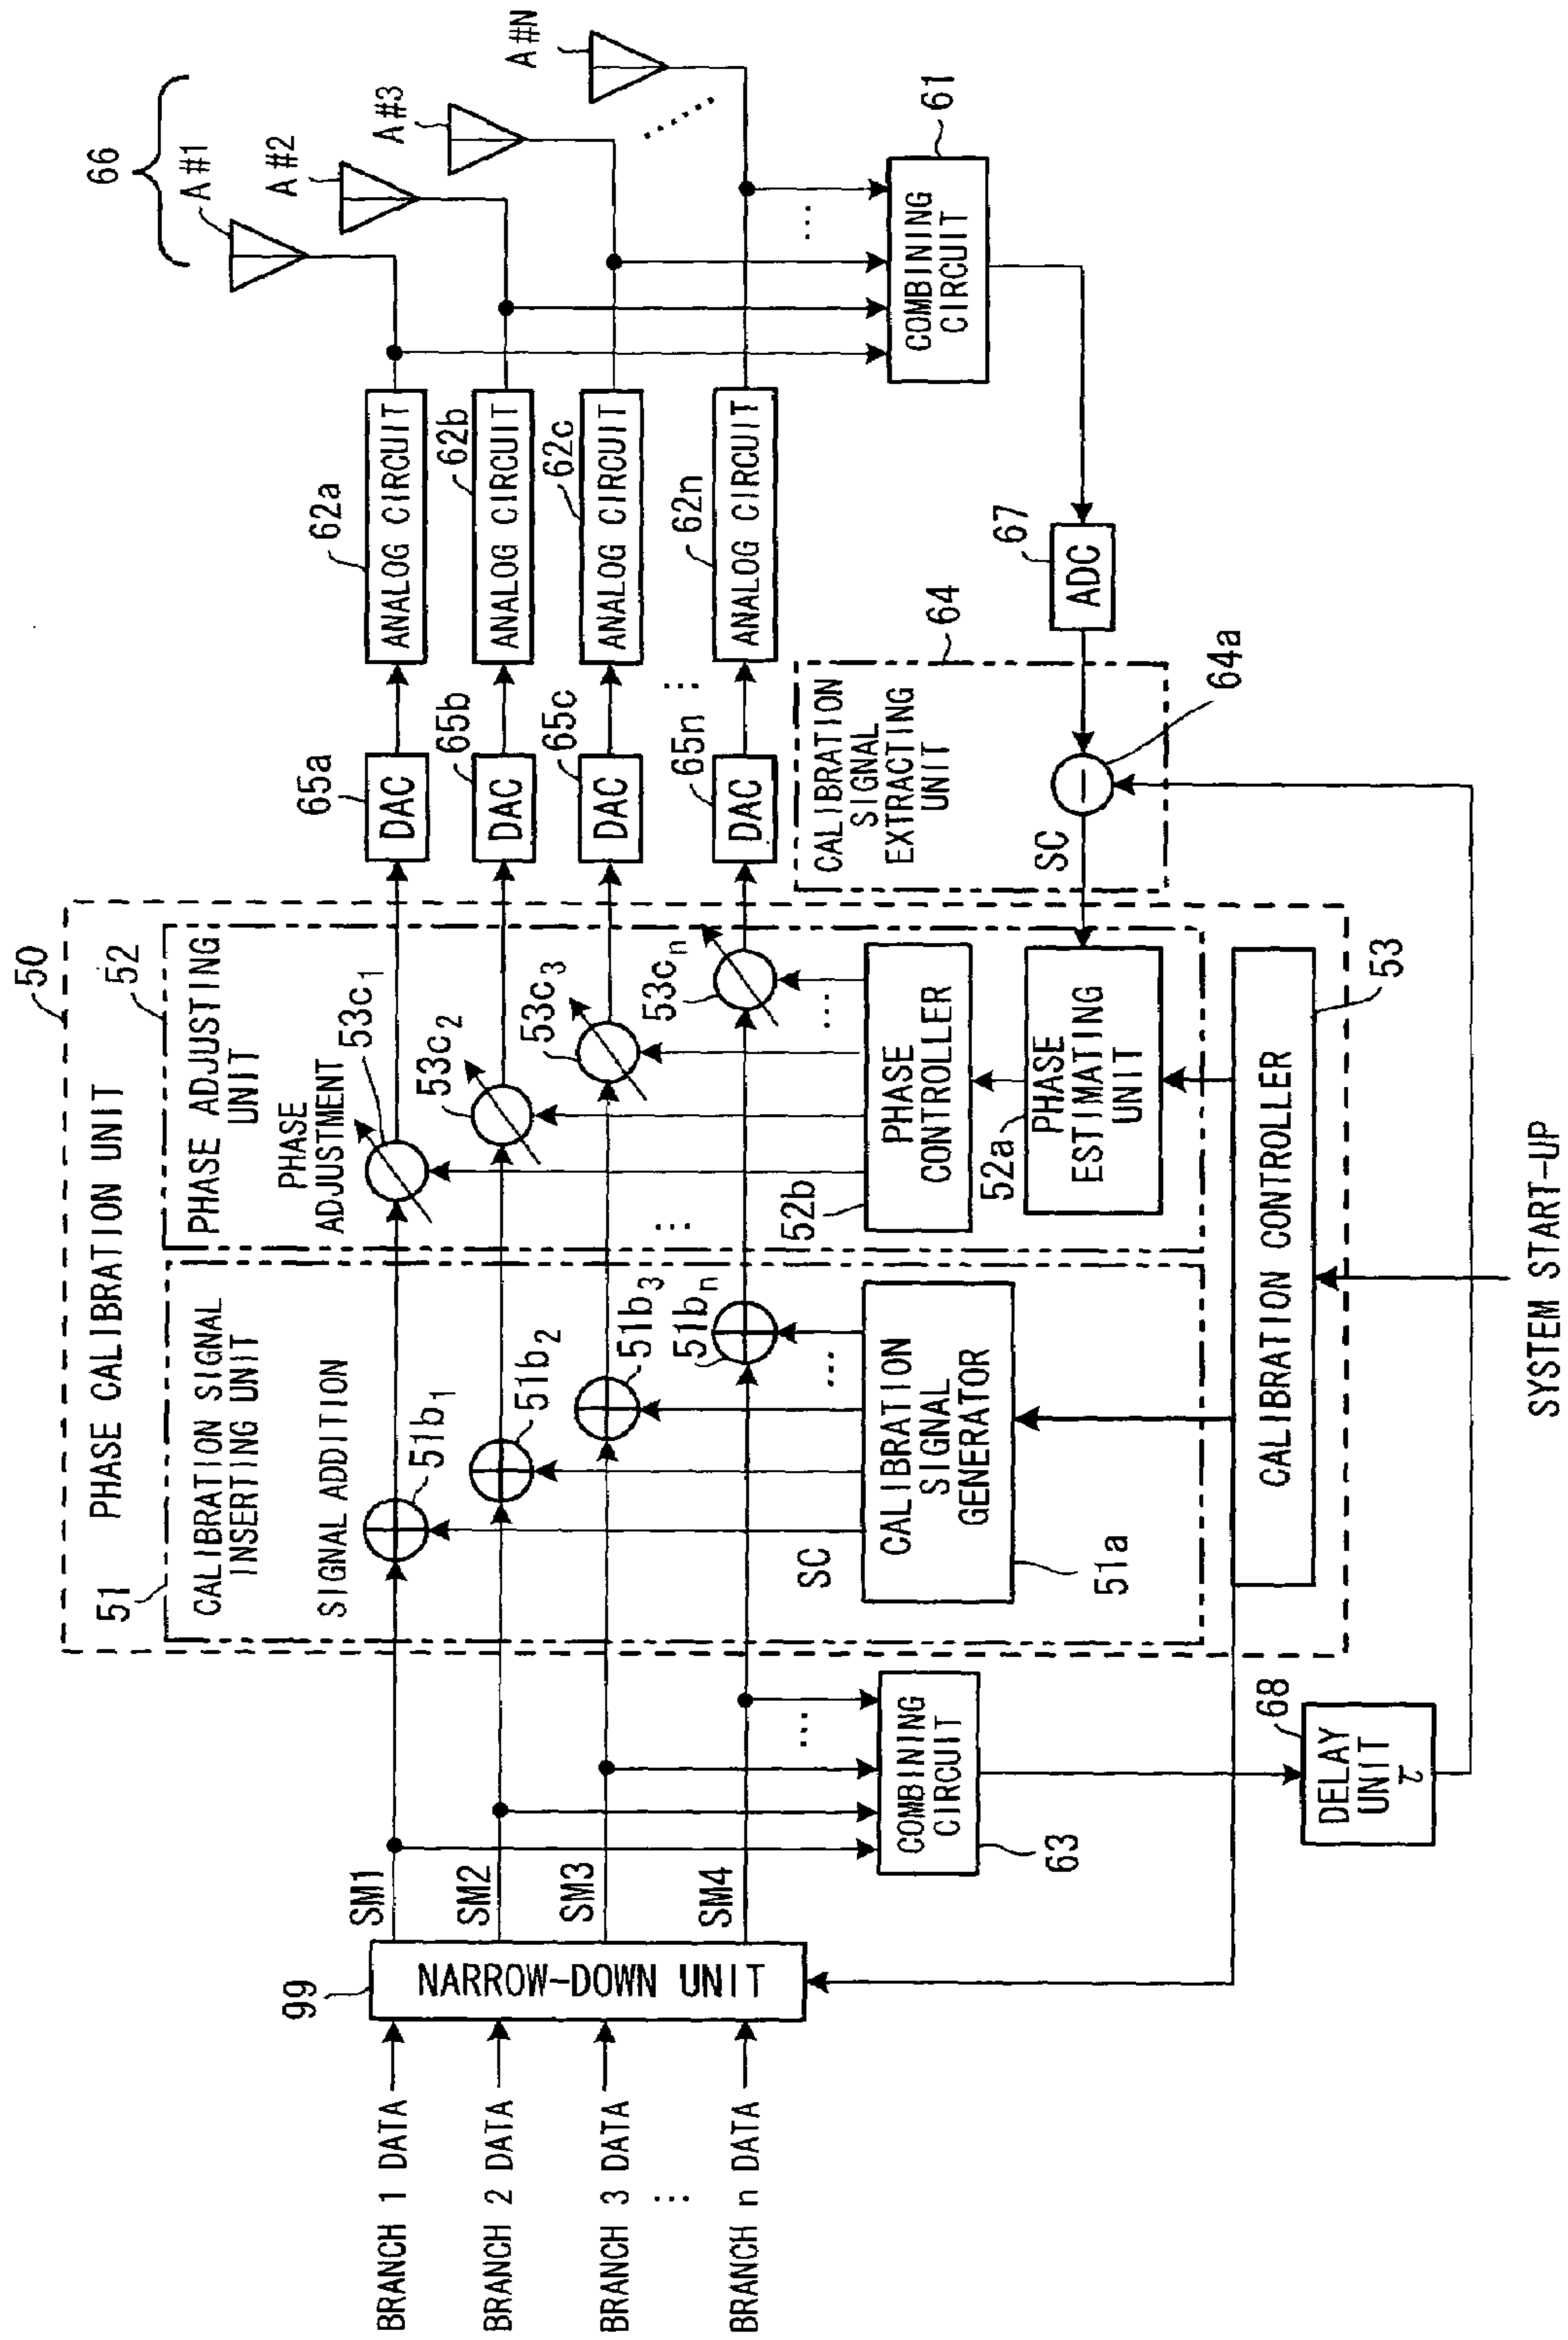 50
PHASE CALIBRATION UNIT
51
CALIBRATION SIGNAL
INSERTING UNIT
SIGNAL ADDITION
52
PHASE ADJUSTING
UNIT
PHASE
ADJUSTMENT
66
A#1
A#2
A#3
A#N
99
NARROW-DOWN UNIT
BRANCH 1 DATA
BRANCH 2 DATA
BRANCH 3 DATA
...
BRANCH n DATA
SM1
SM2
SM3
SM4
51b1
51b2
51b3
51bn
53c1
53c2
53c3
53cn
...
65a
DAC
65b
DAC
65c
DAC
65n
DAC
...
62a
ANALOG CIRCUIT
62b
ANALOG CIRCUIT
62c
ANALOG CIRCUIT
62n
ANALOG CIRCUIT
...
COMBINING
CIRCUIT
63
SC
...
CALIBRATION
SIGNAL
GENERATOR
51a
...
PHASE
CONTROLLER
52b
52a
PHASE
ESTIMATING
UNIT
CALIBRATION
SIGNAL
EXTRACTING
UNIT
64
SC
64a
67
ADC
...
COMBINING
CIRCUIT
61
CALIBRATION CONTROLLER
53
68
DELAY
UNIT
2
SYSTEM START-UP